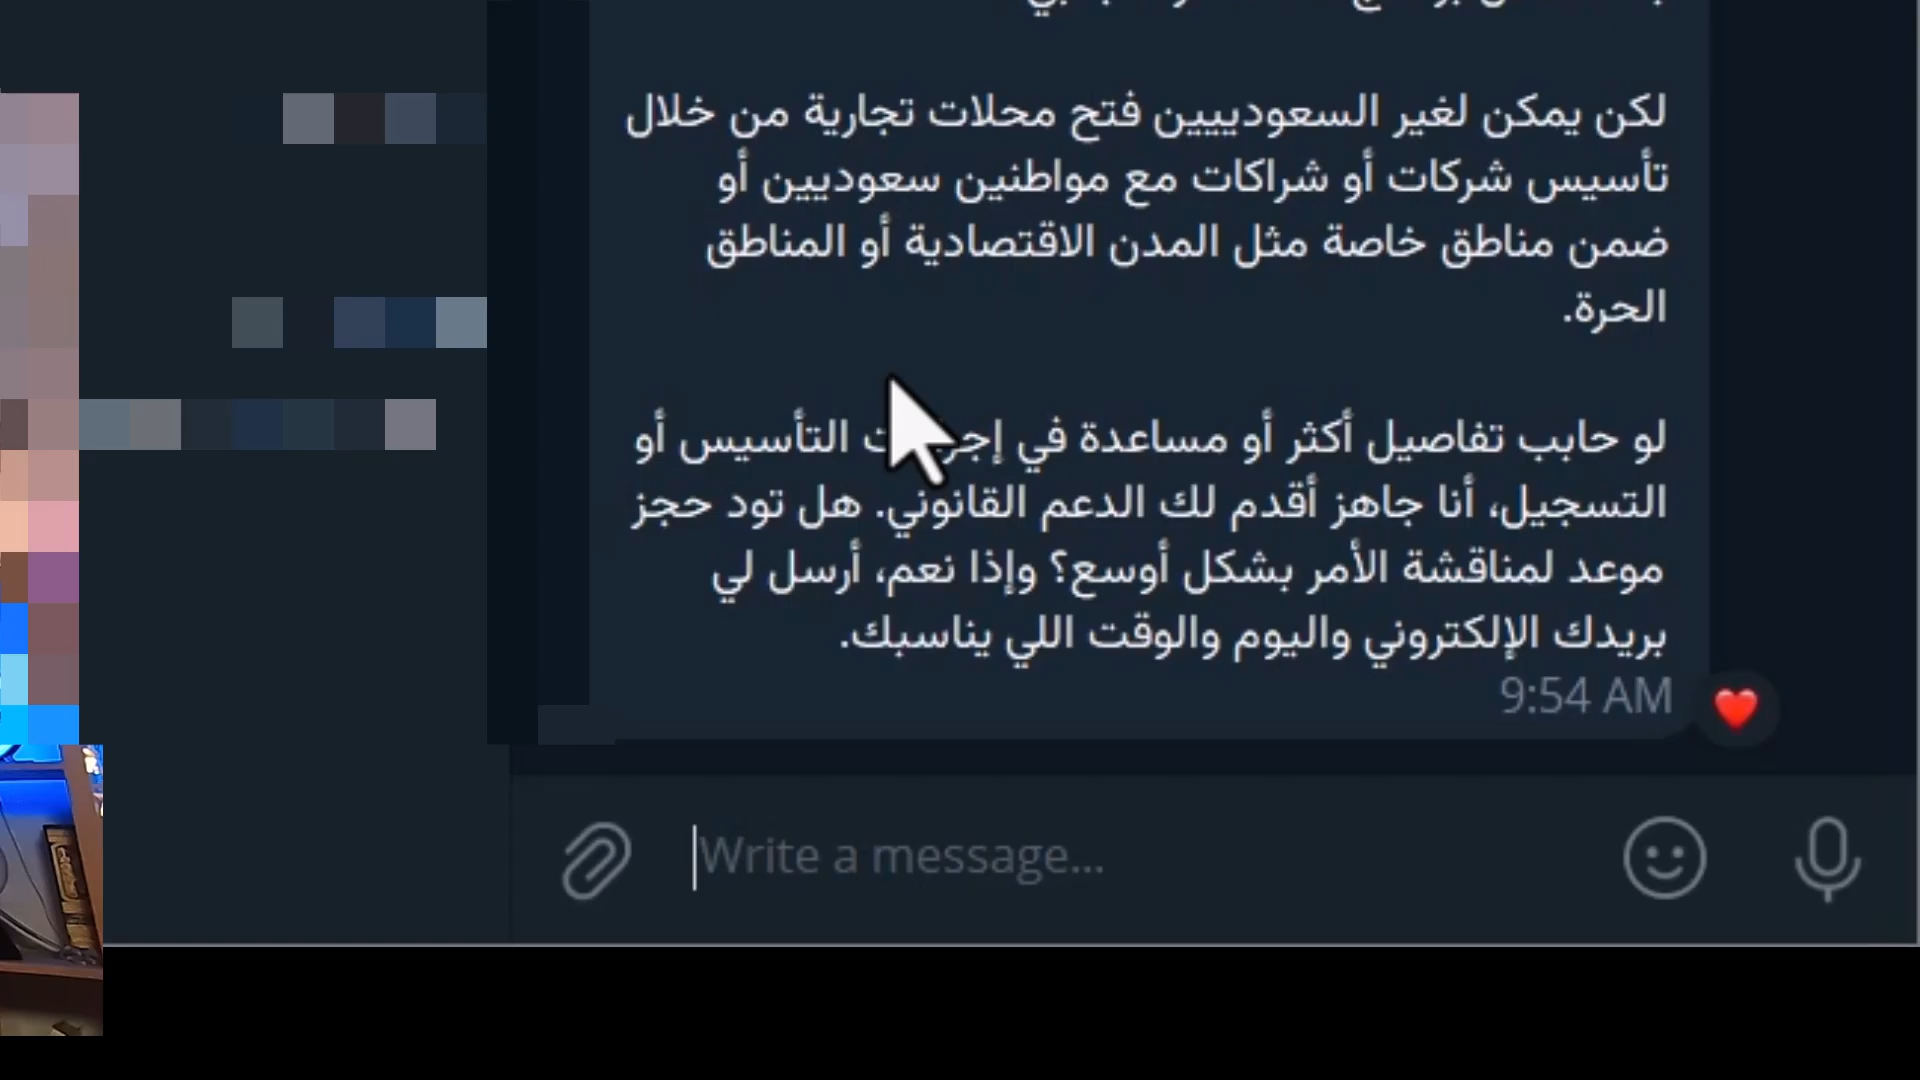 لكن يمكن لغير السعودييين فتح محلات تجارية من خلال
تأسيس شركات أو شراكات مع مواطنين سعوديين أو
ضمن مناطق خاصة مثل المدن الاقتصادية أو المناطق
الحرة.
لو حابب تفاصيل أكثر أو مساعدة في التأسيس أو
التسجيل، أنا جاهز أقدم لك الدعم القانوني. هل تود حجز
موعد لمناقشة الأمر بشكل أوسع؟ وإذا نعم، أرسل لي
بريدك الإلكتروني واليوم والوقت اللي يناسبك.
9:54 AM
Write a message...